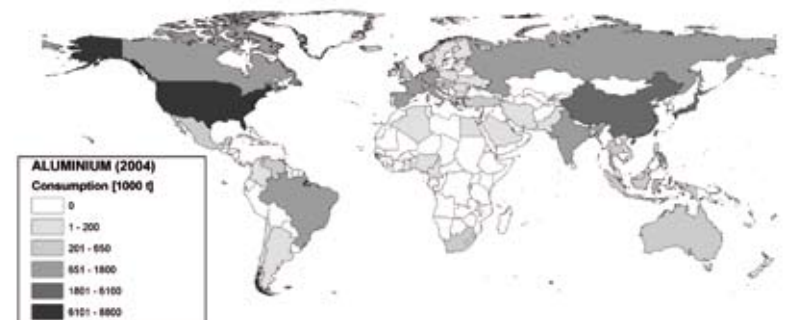 ALUMINIUM (2004)
Consumption [1000 t]
0
1 - 200
201 - 650
651 - 1800
1801 - 6100
6101 - 8800